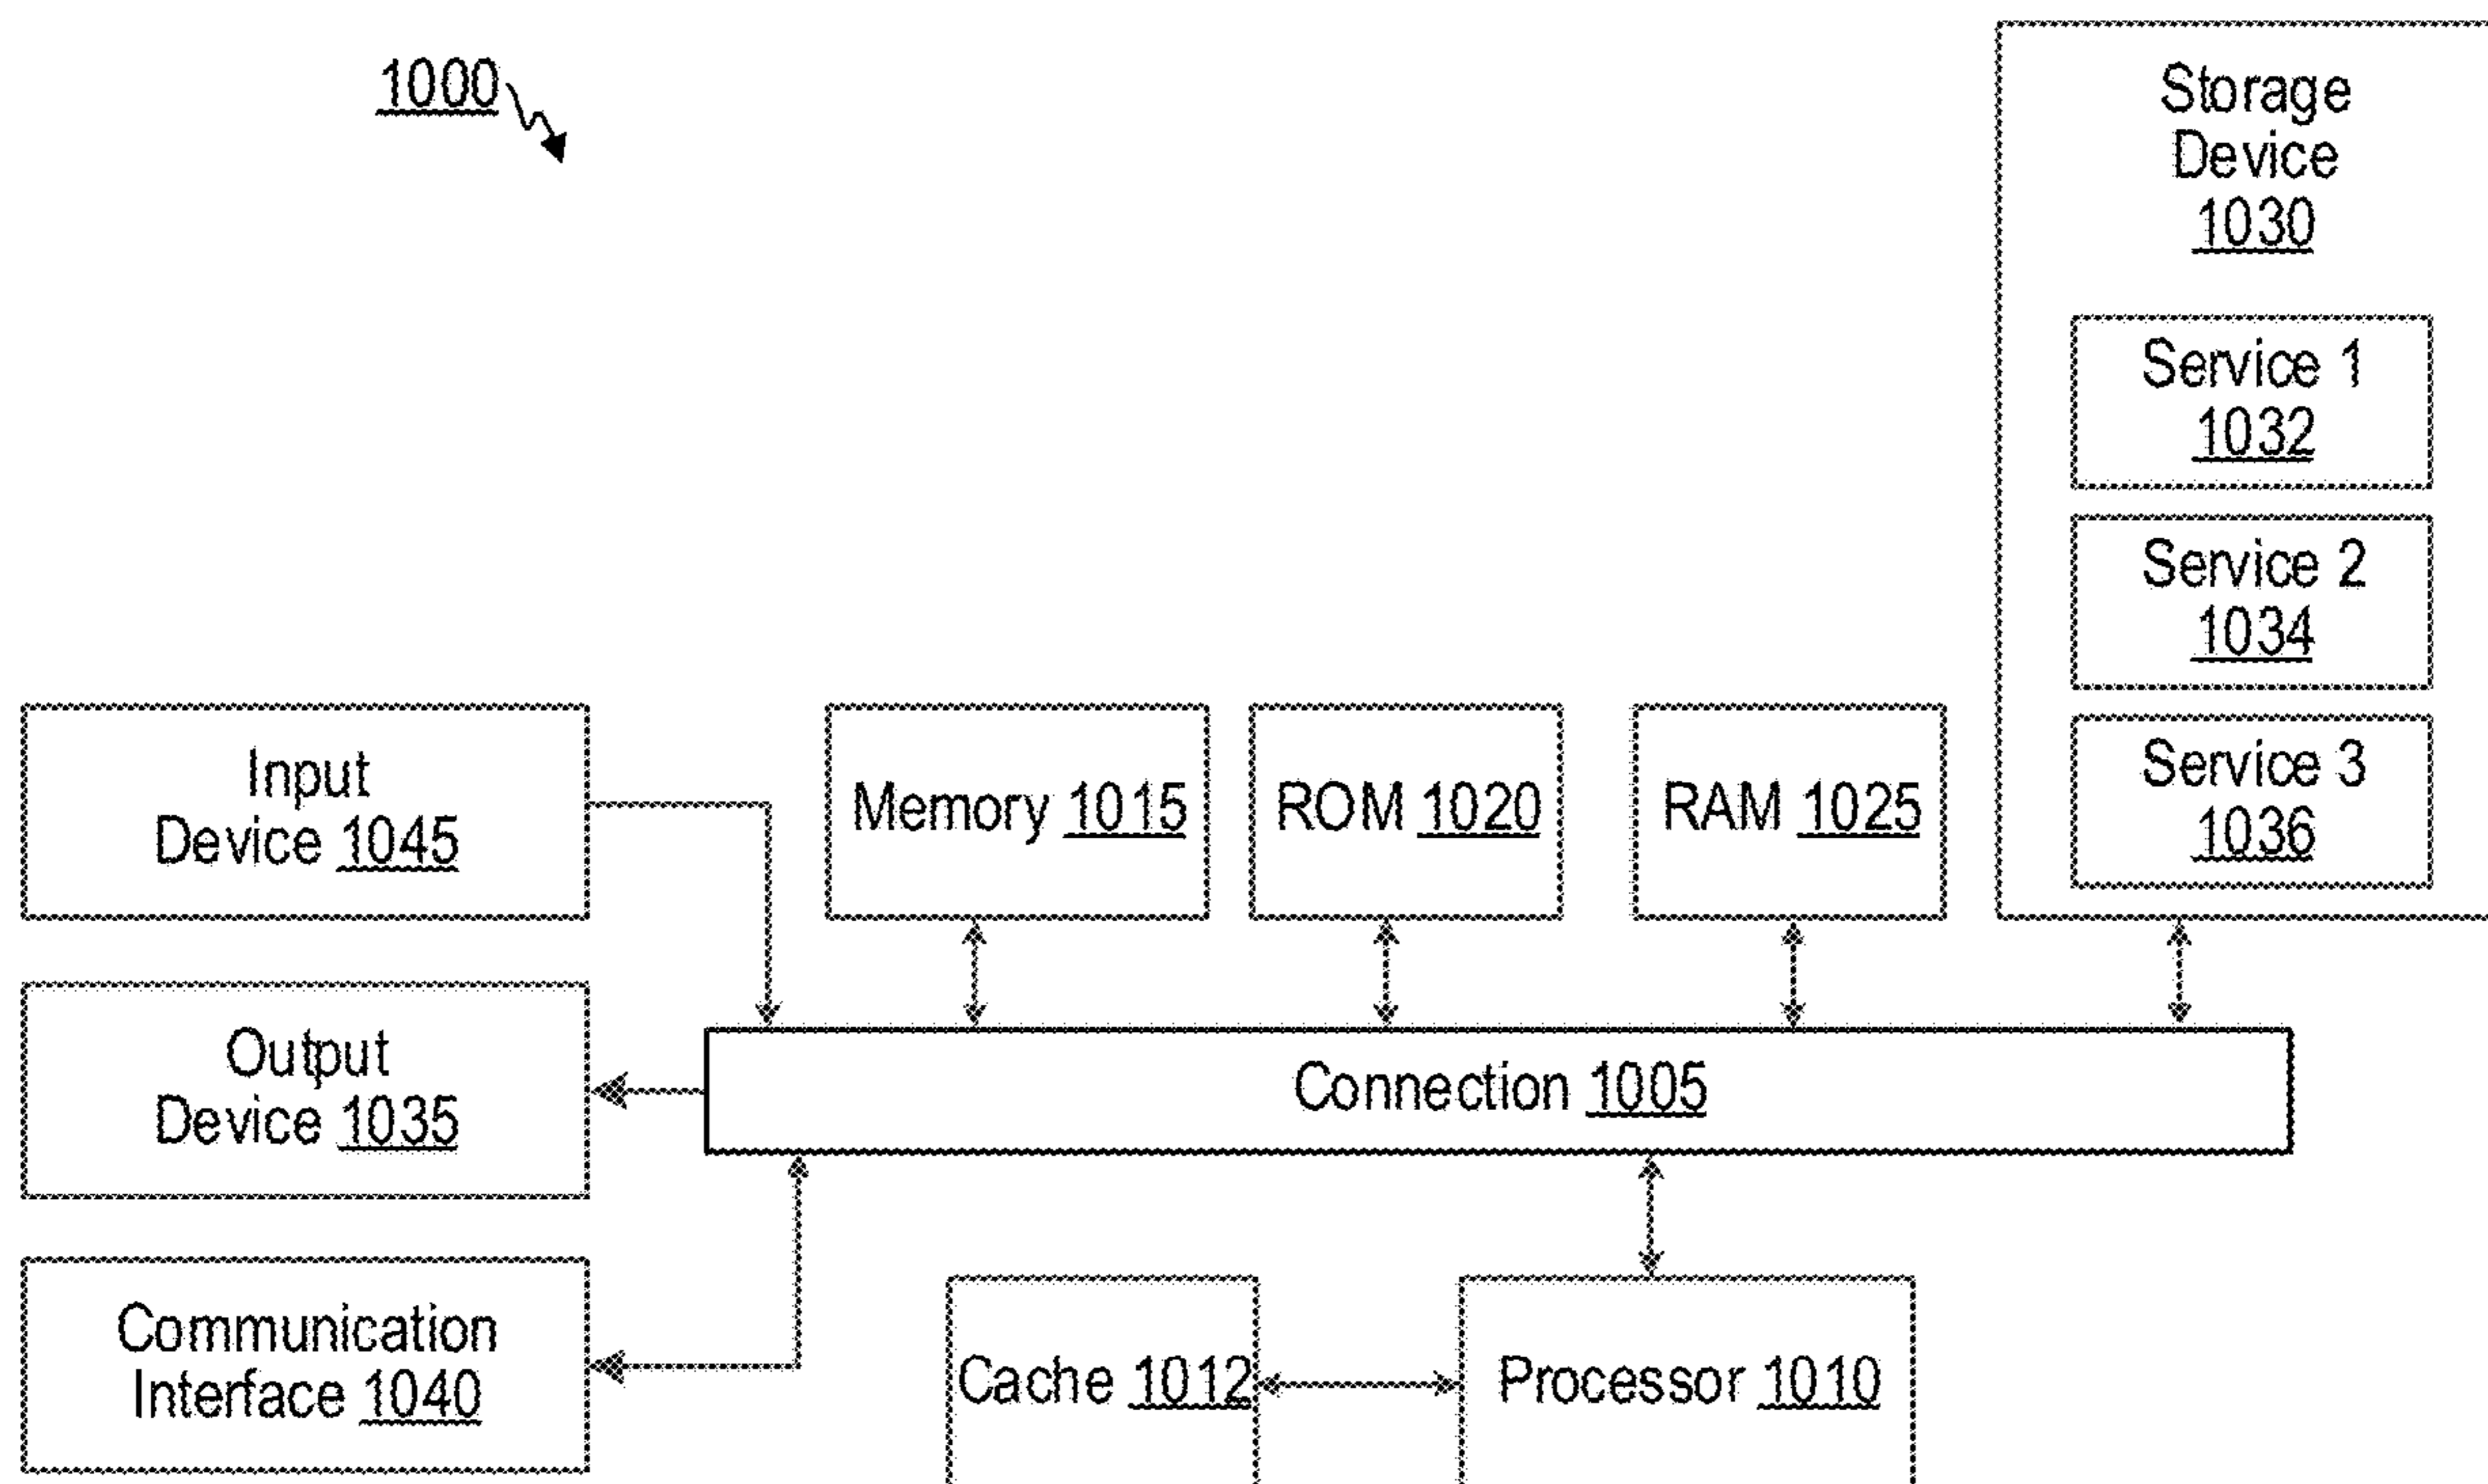 1000
Storage
Device
1030
Service 1
1032
Service 2
1034
Service 3
1036
Input
Device 1045
Memory 1015
ROM 1020
RAM 1025
Output
Device 1035
Connection 1005
Communication
Interface 1040
Cache 1012
Processor 1010